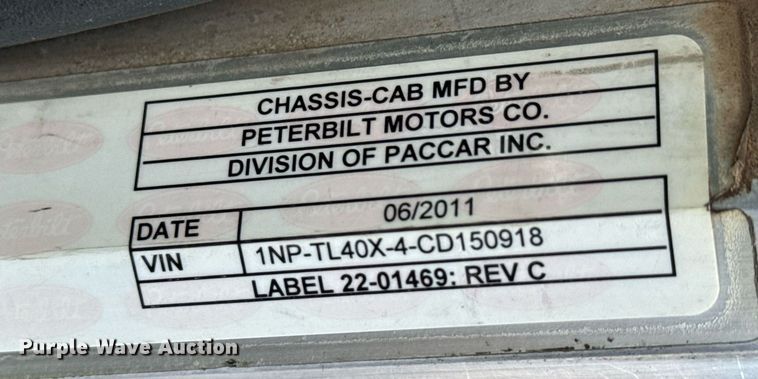 CHASSIS-CAB MFD BY
PETERBILT MOTORS CO.
DIVISION OF PACCAR INC.
DATE 06/2011
VIN 1NP-TL40X-4-CD150918
LABEL 22-01469: REV C
Purple Wave Auction